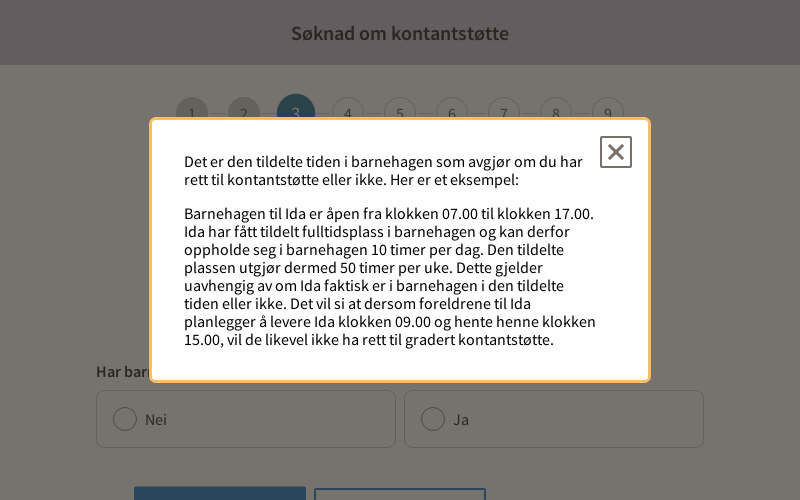 Søknad om kontantstøtte
1 2 3 4 5 6 7 8 9
Det er den tildelte tiden i barnehagen som avgjør om du har
rett til kontantstøtte eller ikke. Her er et eksempel:
Barnehagen til Ida er åpen fra klokken 07.00 til klokken 17.00.
Ida har fått tildelt fulltidsplass i barnehagen og kan derfor
oppholde seg i barnehagen 10 timer per dag. Den tildelte
plassen utgjør dermed 50 timer per uke. Dette gjelder
uavhengig av om Ida faktisk er i barnehagen i den tildelte
tiden eller ikke. Det vil si at dersom foreldrene til Ida
planlegger å levere Ida klokken 09.00 og hente henne klokken
15.00, vil de likevel ikke ha rett til gradert kontantstøtte.
Har
Nei
Ja